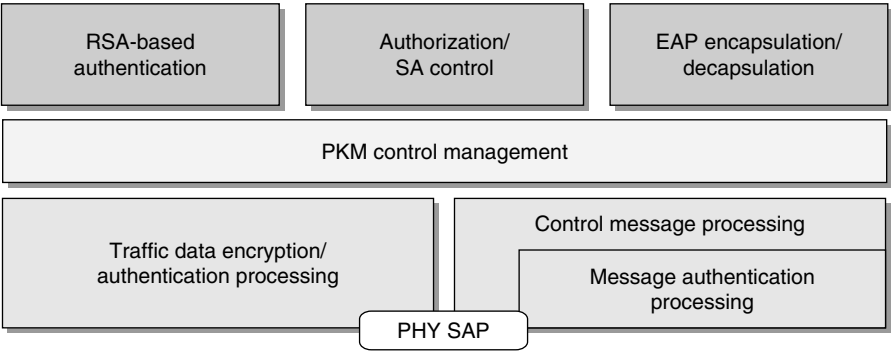 RSA-based
authentication
Authorization/
SA control
EAP encapsulation/
decapsulation
PKM control management
Traffic data encryption/
authentication processing
Control message processing
Message authentication
processing
PHY SAP